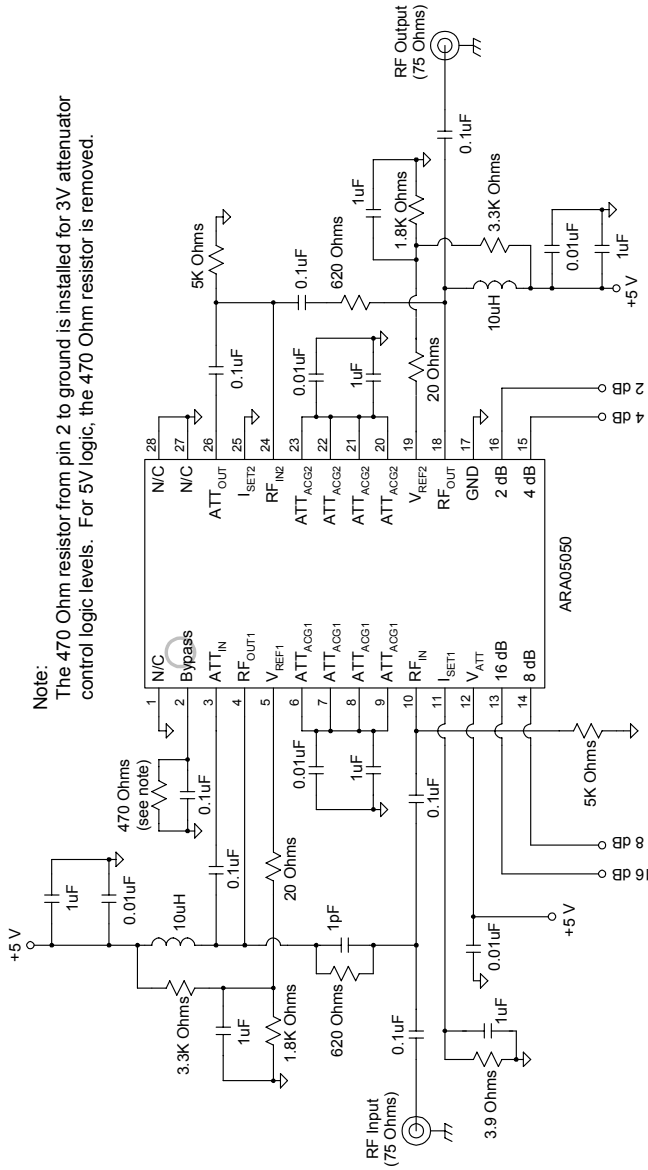 Note:
The 470 Ohm resistor from pin 2 to ground is installed for 3V attenuator
control logic levels. For 5V logic, the 470 Ohm resistor is removed.
+5 V
1uF
0.01uF
10uH
3.3K Ohms
1uF
1.8K Ohms
470 Ohms
(see note)
0.1uF
0.1uF
20 Ohms
620 Ohms
1pF
0.01uF
1uF
RF Input
(75 Ohms)
0.1uF
0.1uF
3.9 Ohms
1uF
0.01uF
+5 V
16 dB
8 dB
5K Ohms
1 N/C
2 Bypass
3 ATTIN
4 RFOUT1
5 VREF1
6 ATTACG1
7 ATTACG1
8 ATTACG1
9 ATTACG1
10 RFIN
11 ISET1
12 VATT
13 16 dB
14 8 dB
N/C 28
N/C 27
ATTOUT 26
ISET2 25
RFIN2 24
ATTACG2 23
ATTACG2 22
ATTACG2 21
ATTACG2 20
VREF2 19
RFOUT 18
GND 17
2 dB 16
4 dB 15
ARA05050
5K Ohms
0.1uF
0.1uF
620 Ohms
0.01uF
1uF
20 Ohms
1uF
1.8K Ohms
3.3K Ohms
10uH
0.01uF
1uF
+5 V
0.1uF
RF Output
(75 Ohms)
2 dB
4 dB